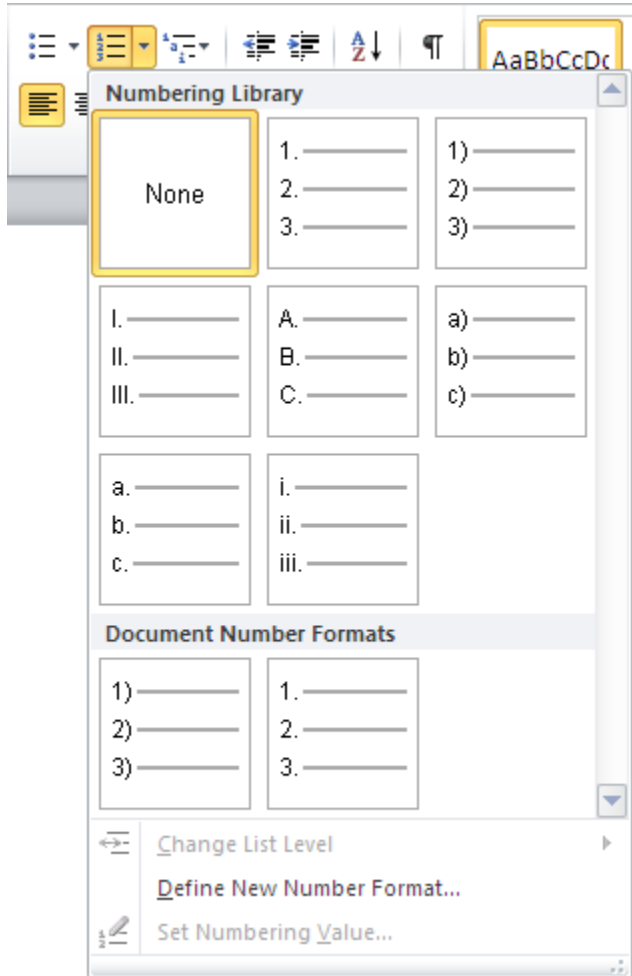 AaBbCcDc
Numbering Library
None
1.
2.
3.
1)
2)
3)
I.
II.
III.
A.
B.
C.
a)
b)
c)
a.
b.
c.
i.
ii.
iii.
Document Number Formats
1)
2)
3)
1.
2.
3.
Change List Level
Define New Number Format...
Set Numbering Value...